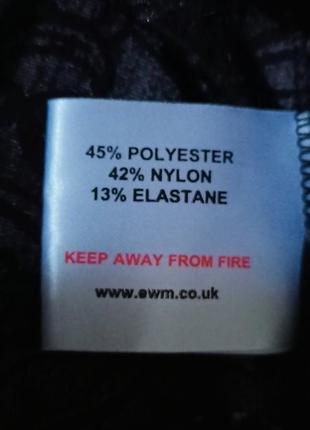 45% POLYESTER
42% NYLON
13% ELASTANE
KEEP AWAY FROM FIRE
www.ewm.co.uk